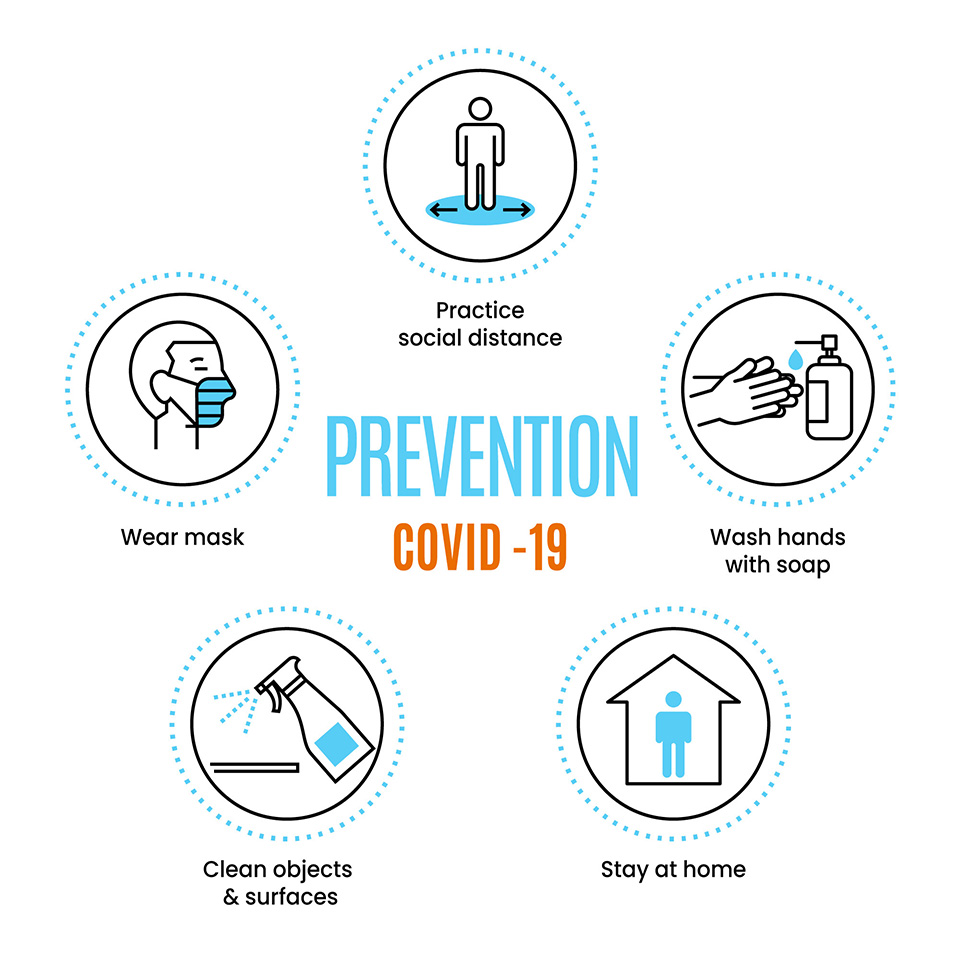 Practice
social distance
PREVENTION
COVID -19
Wear mask
Wash hands
with soap
Clean objects
& surfaces
Stay at home